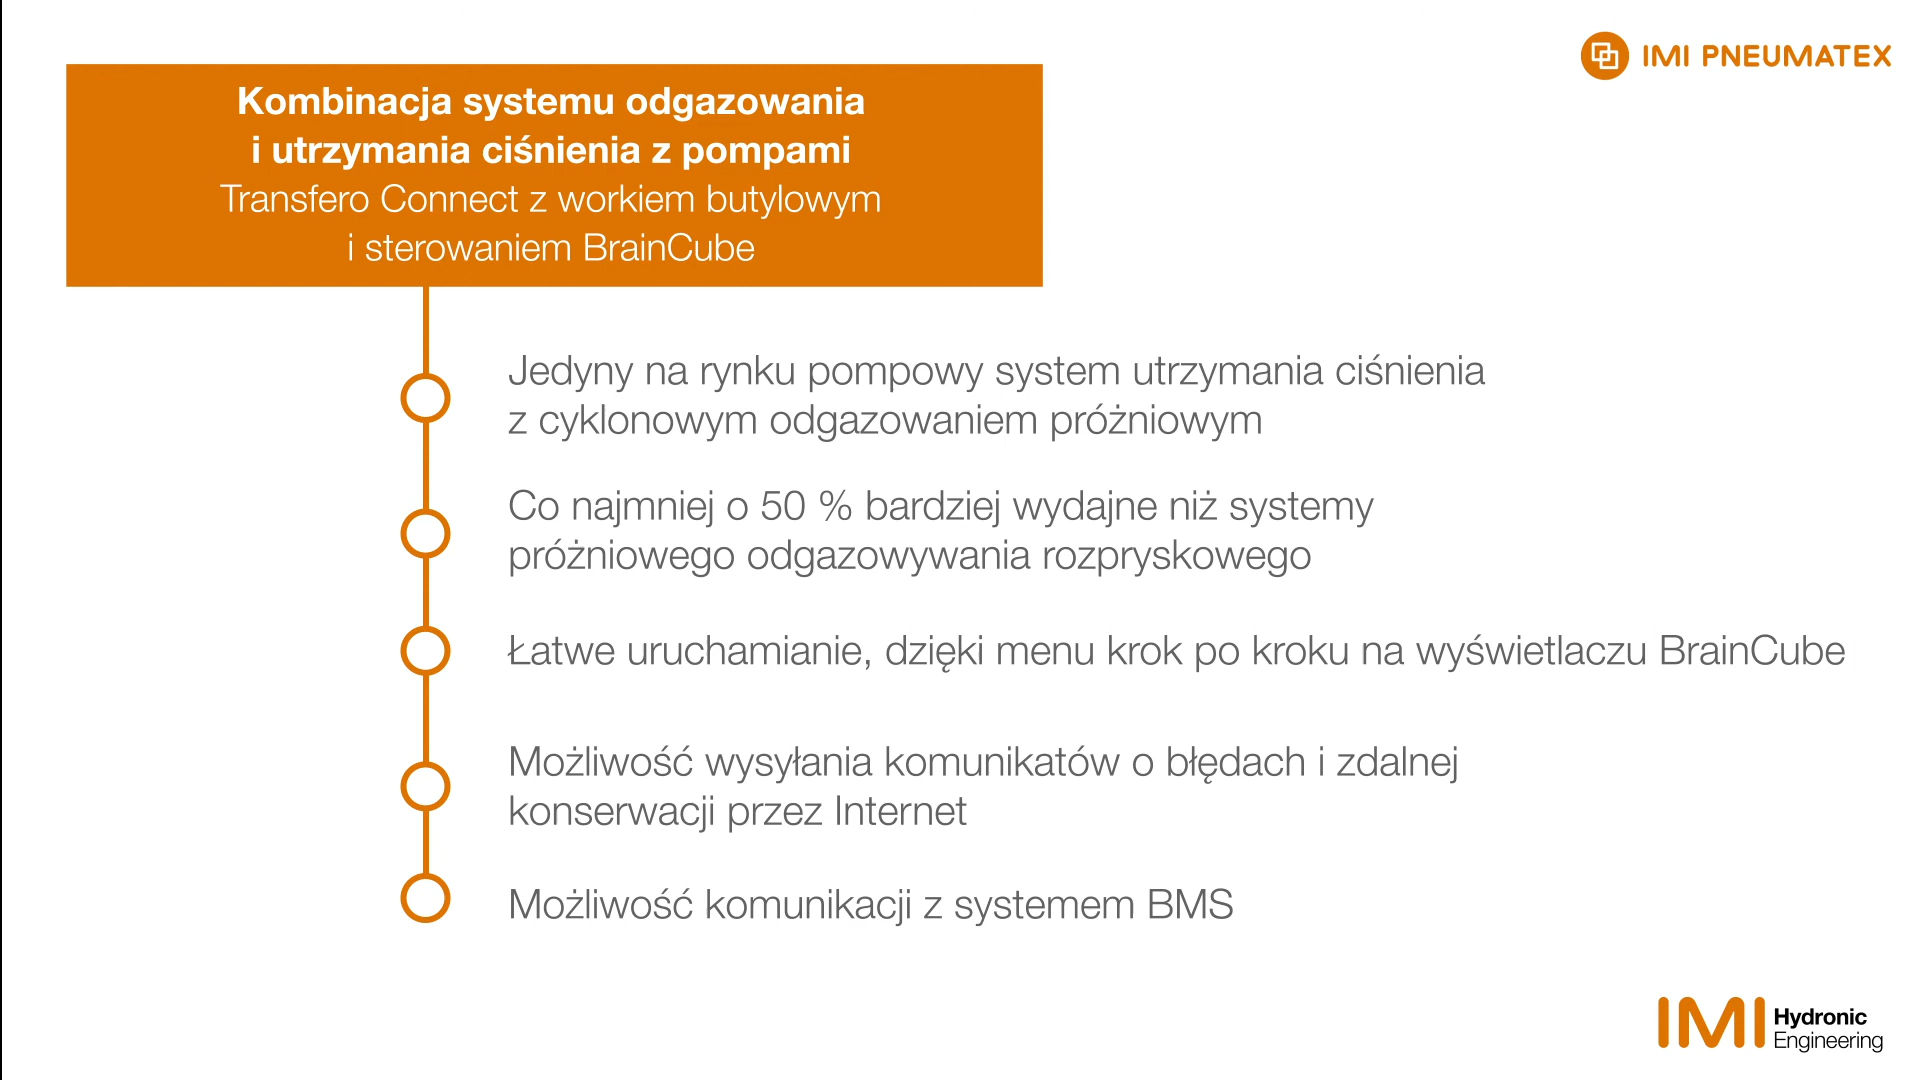 IMI PNEUMATEX
Kombinacja systemu odgazowania
i utrzymania ciśnienia z pompami
Transfero Connect z workiem butylowym
i sterowaniem BrainCube
Jedyny na rynku pompowy system utrzymania ciśnienia
z cyklonowym odgazowaniem próżniowym
Co najmniej o 50 % bardziej wydajne niż systemy
próżniowego odgazowywania rozpryskowego
Łatwe uruchamianie, dzięki menu krok po kroku na wyświetlaczu BrainCube
Możliwość wysyłania komunikatów o błędach i zdalnej
konserwacji przez Internet
Możliwość komunikacji z systemem BMS
IMI Hydronic
Engineering